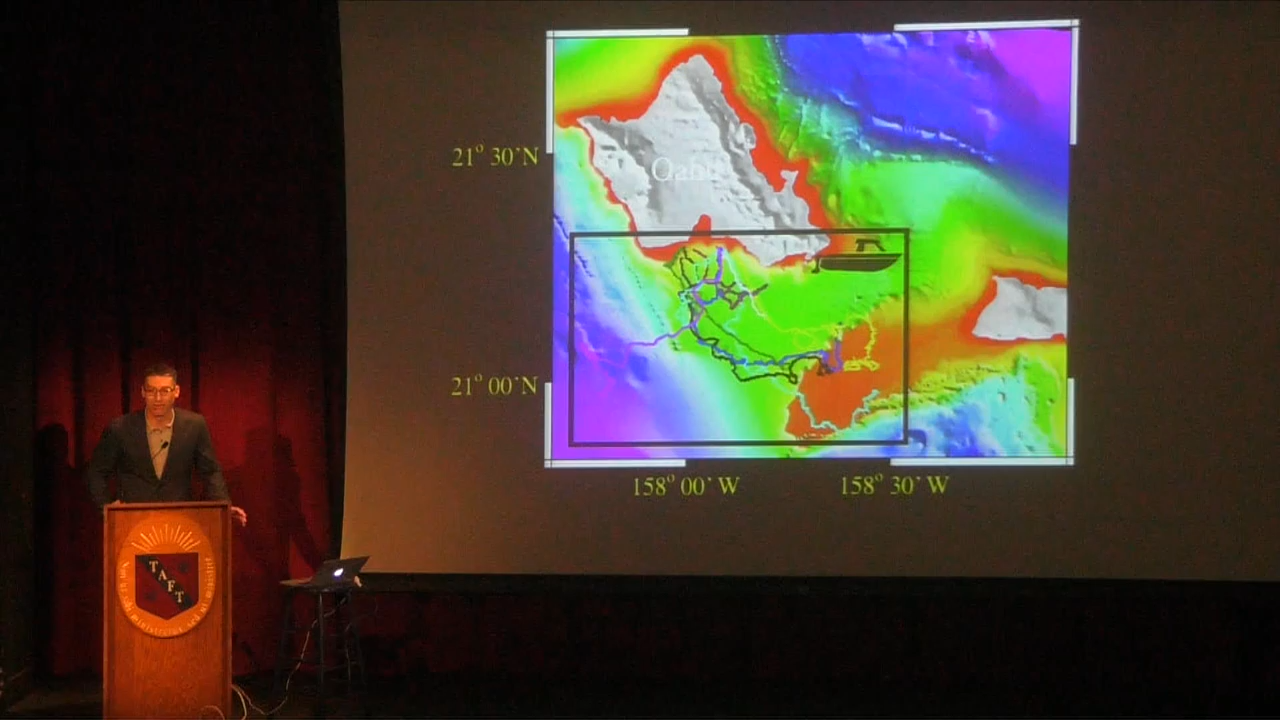 21° 30'N
Oahu
21° 00'N
158° 00' W
158° 30' W
TAFT